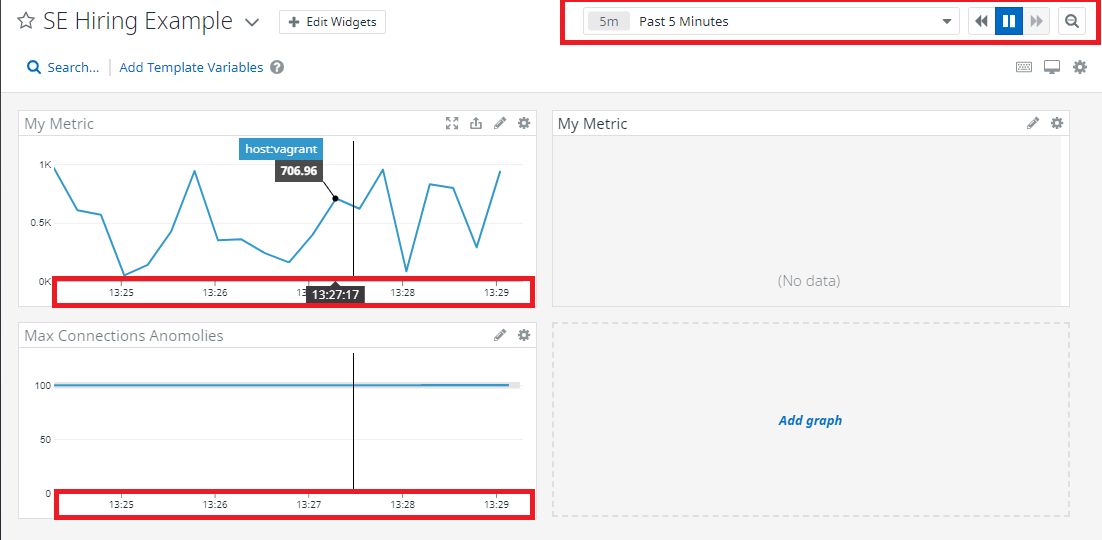 SE Hiring Example
Edit Widgets
5m Past 5 Minutes
Search... Add Template Variables ?
My Metric
host:vagrant
706.96
1K
0.5K
0K
13:25 13:26 13:28 13:29
13:27:17
My Metric
(No data)
Max Connections Anomolies
100
50
0
13:25 13:26 13:27 13:28 13:29
Add graph